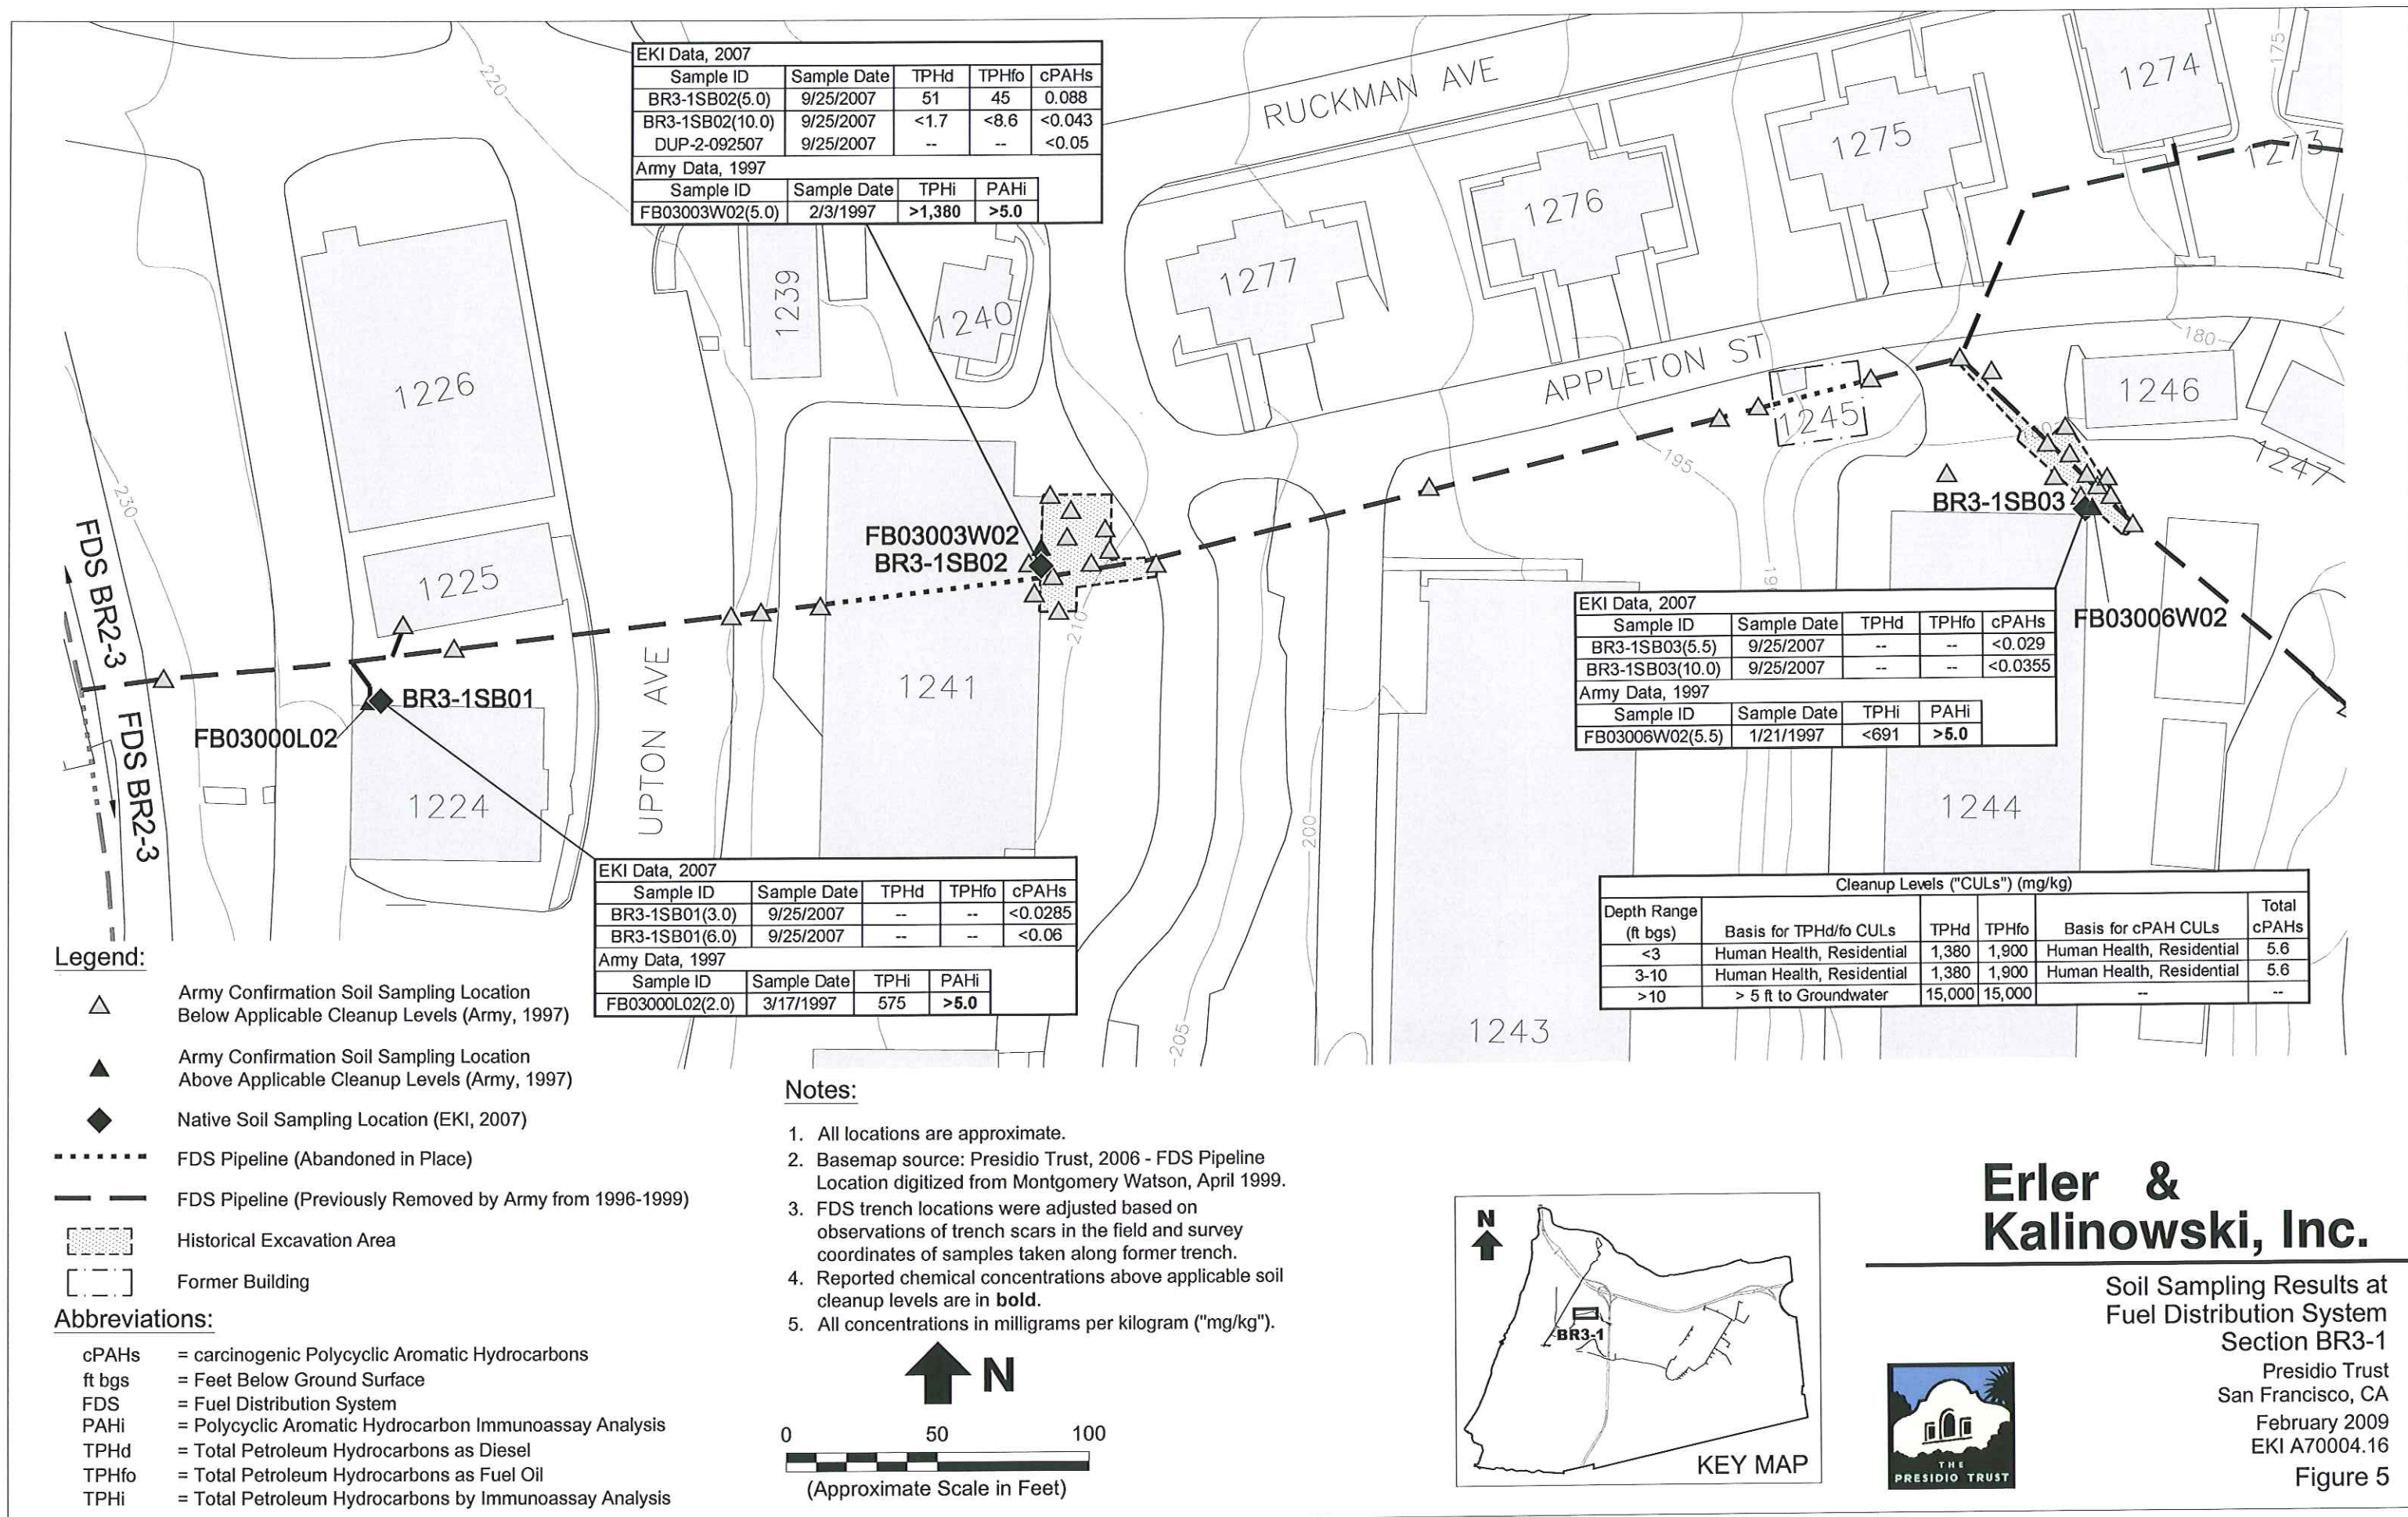 EKI Data, 2007
Sample ID Sample Date TPHd TPHfo cPAHs
BR3-1SB02(5.0) 9/25/2007 51 45 0.088
BR3-1SB02(10.0) 9/25/2007 <1.7 <8.6 <0.043
DUP-2-092507 9/25/2007 -- -- <0.05
Army Data, 1997
Sample ID Sample Date TPHi PAHi
FB03003W02(5.0) 2/3/1997 >1,380 >5.0
220
RUCKMAN AVE
1274
175
1273
1275
1276
1277
1239
1240
1226
230
APPLETON ST
180
1246
1245
1247
195
BR3-1SB03
FDS BR2-3
FDS BR2-3
1225
FB03003W02
BR3-1SB02
210
BR3-1SB01
FB03000L02
1224
UPTON AVE
1241
EKI Data, 2007
Sample ID Sample Date TPHd TPHfo cPAHs
BR3-1SB03(5.5) 9/25/2007 -- -- <0.029
BR3-1SB03(10.0) 9/25/2007 -- -- <0.0355
Army Data, 1997
Sample ID Sample Date TPHi PAHi
FB03006W02(5.5) 1/21/1997 <691 >5.0
FB03006W02
1244
200
205
1243
EKI Data, 2007
Sample ID Sample Date TPHd TPHfo cPAHs
BR3-1SB01(3.0) 9/25/2007 -- -- <0.0285
BR3-1SB01(6.0) 9/25/2007 -- -- <0.06
Army Data, 1997
Sample ID Sample Date TPHi PAHi
FB03000L02(2.0) 3/17/1997 575 >5.0
Cleanup Levels ("CULs") (mg/kg)
Depth Range (ft bgs) Basis for TPHd/fo CULs TPHd TPHfo Basis for cPAH CULs Total cPAHs
<3 Human Health, Residential 1,380 1,900 Human Health, Residential 5.6
3-10 Human Health, Residential 1,380 1,900 Human Health, Residential 5.6
>10 > 5 ft to Groundwater 15,000 15,000 -- --
Legend:
Army Confirmation Soil Sampling Location
Below Applicable Cleanup Levels (Army, 1997)
Army Confirmation Soil Sampling Location
Above Applicable Cleanup Levels (Army, 1997)
Native Soil Sampling Location (EKI, 2007)
FDS Pipeline (Abandoned in Place)
FDS Pipeline (Previously Removed by Army from 1996-1999)
Historical Excavation Area
Former Building
Abbreviations:
cPAHs = carcinogenic Polycyclic Aromatic Hydrocarbons
ft bgs = Feet Below Ground Surface
FDS = Fuel Distribution System
PAHi = Polycyclic Aromatic Hydrocarbon Immunoassay Analysis
TPHd = Total Petroleum Hydrocarbons as Diesel
TPHfo = Total Petroleum Hydrocarbons as Fuel Oil
TPHi = Total Petroleum Hydrocarbons by Immunoassay Analysis
Notes:
1. All locations are approximate.
2. Basemap source: Presidio Trust, 2006 - FDS Pipeline
Location digitized from Montgomery Watson, April 1999.
3. FDS trench locations were adjusted based on
observations of trench scars in the field and survey
coordinates of samples taken along former trench.
4. Reported chemical concentrations above applicable soil
cleanup levels are in bold.
5. All concentrations in milligrams per kilogram ("mg/kg").
N
0 50 100
(Approximate Scale in Feet)
N
BR3-1
KEY MAP
Erler &
Kalinowski, Inc.
Soil Sampling Results at
Fuel Distribution System
Section BR3-1
Presidio Trust
San Francisco, CA
February 2009
EKI A70004.16
Figure 5
THE
PRESIDIO TRUST